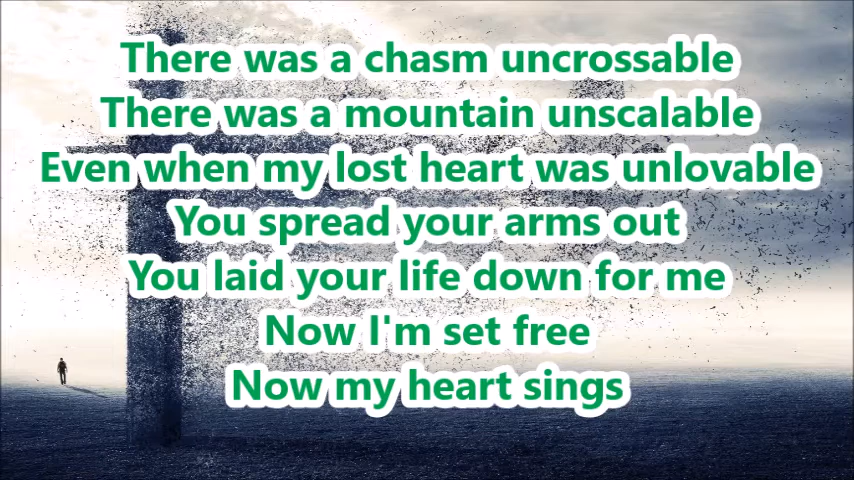 There was a chasm uncrossable
There was a mountain unscalable
Even when my lost heart was unlovable
You spread your arms out
You laid your life down for me
Now I'm set free
Now my heart sings